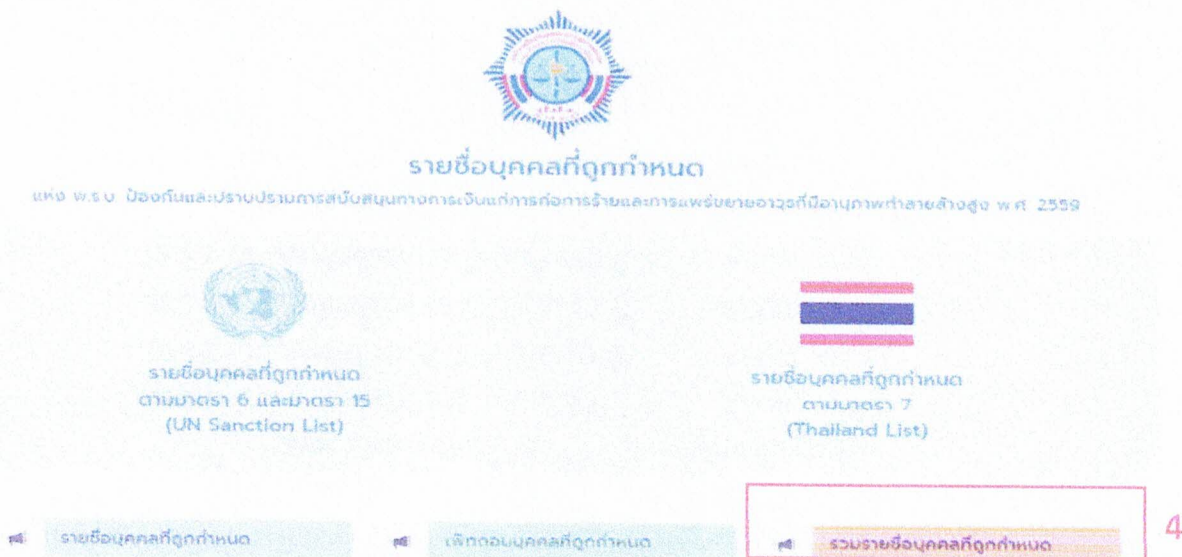 รายชื่อบุคคลที่ถูกกำหนด
แห่ง พ.ร.บ. ป้องกันและปราบปรามการสนับสนุนทางการเงินแก่การก่อการร้ายและการแพร่ขยายอาวุธที่มีอานุภาพทำลายล้างสูง พ.ศ. 2559
รายชื่อบุคคลที่ถูกกำหนด
ตามมาตรา 6 และมาตรา 15
(UN Sanction List)
รายชื่อบุคคลที่ถูกกำหนด
ตามมาตรา 7
(Thailand List)
รายชื่อบุคคลที่ถูกกำหนด
เพิกถอนบุคคลที่ถูกกำหนด
รวมรายชื่อบุคคลที่ถูกกำหนด
4